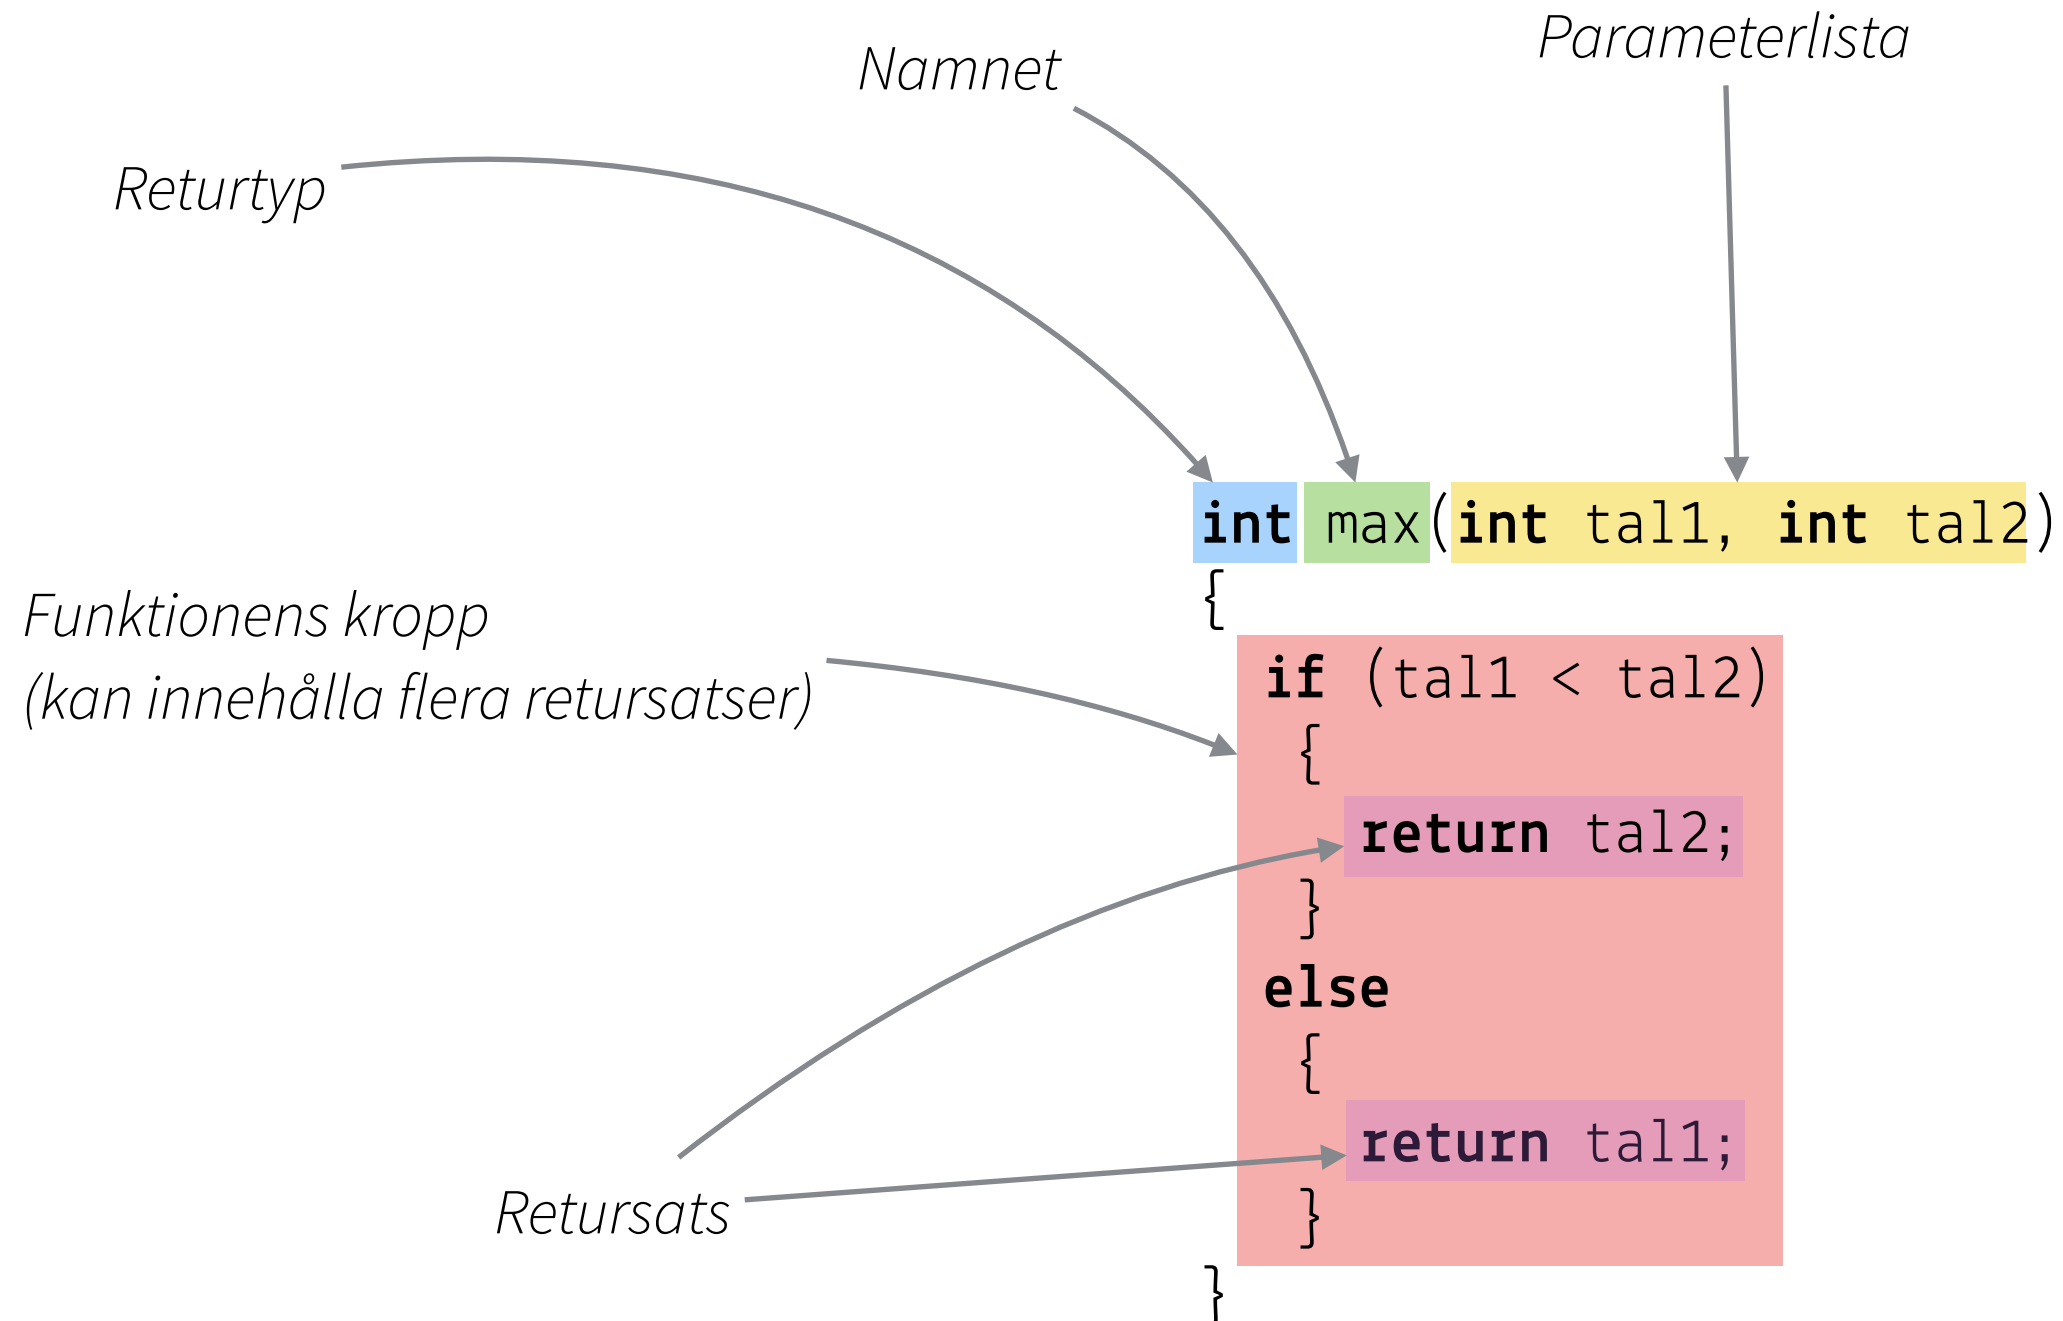 Parameterlista
Namnet
Returtyp
int max(int tal1, int tal2)
{
Funktionens kropp
(kan innehålla flera retursatser)
if (tal1 < tal2)
{
return tal2;
}
else
{
return tal1;
}
Retursats
}